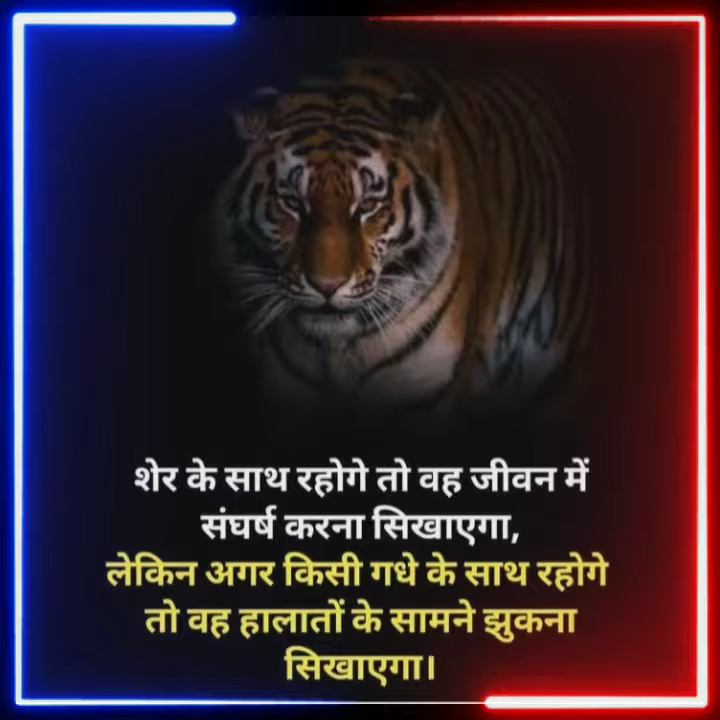 शेर के साथ रहोगे तो वह जीवन में
संघर्ष करना सिखाएगा,
लेकिन अगर किसी गधे के साथ रहोगे
तो वह हालातों के सामने झुकना
सिखाएगा।